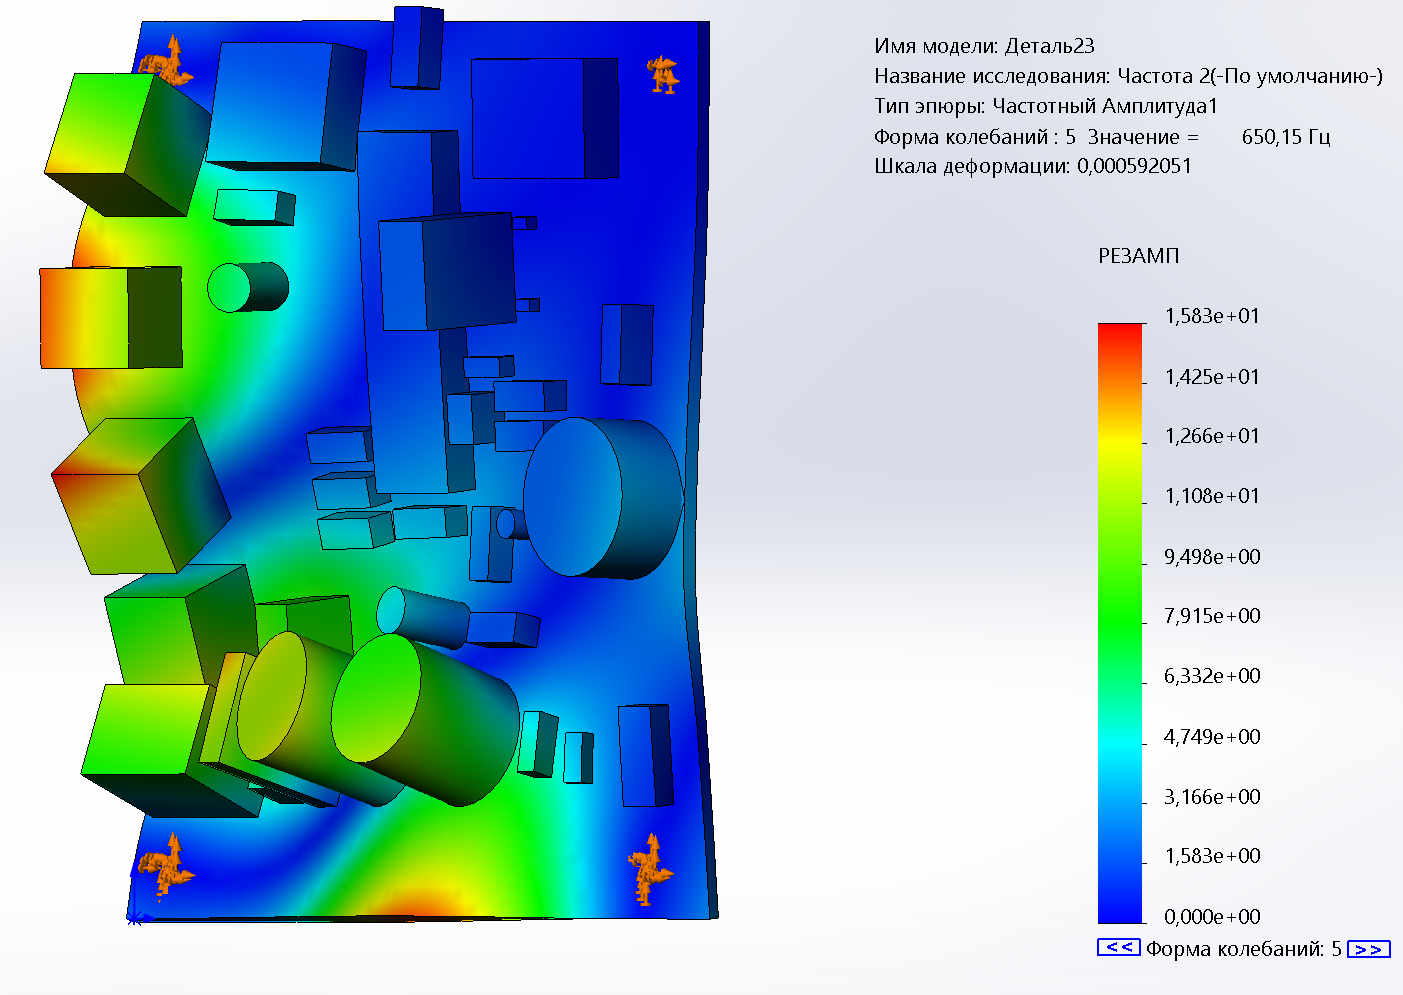 Имя модели: Деталь23
Название исследования: Частота 2(-По умолчанию-)
Тип эпюры: Частотный Амплитуда1
Форма колебаний : 5 Значение = 650,15 Гц
Шкала деформации: 0,000592051
РЕЗАМП
1,583e+01
1,425e+01
1,266e+01
1,108e+01
9,498e+00
7,915e+00
6,332e+00
4,749e+00
3,166e+00
1,583e+00
0,000e+00
<< Форма колебаний: 5 >>